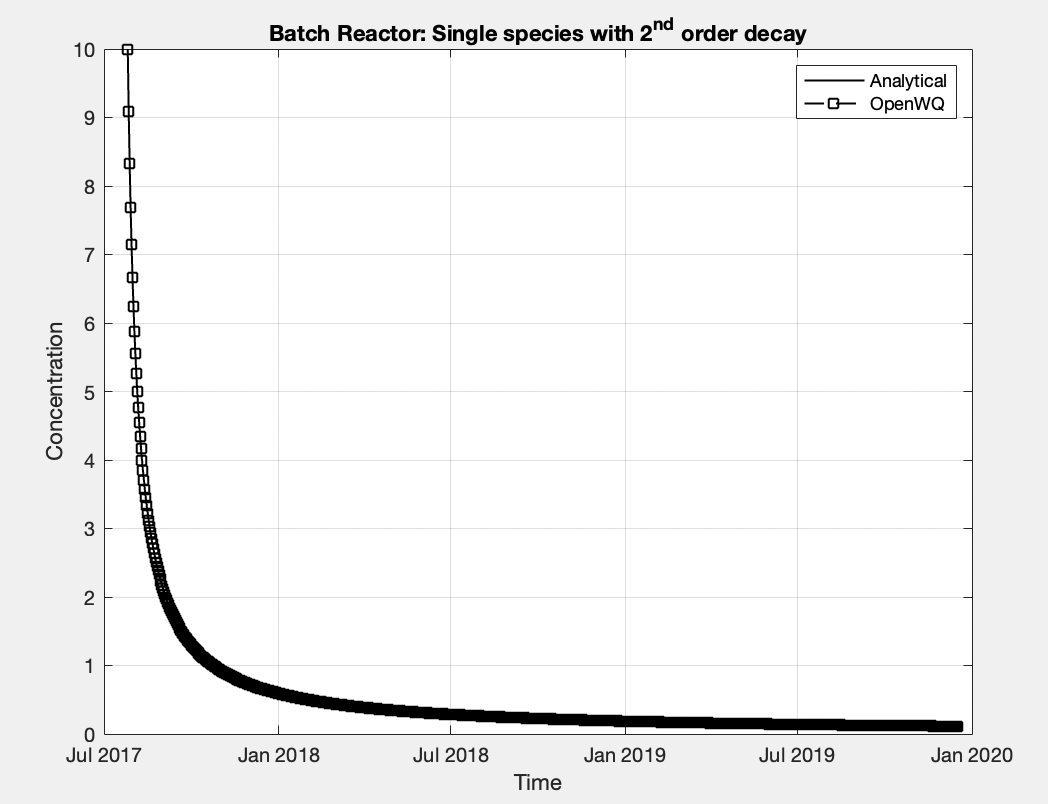 Batch Reactor: Single species with 2nd order decay
Analytical
OpenWQ
10
9
8
7
6
5
4
3
2
1
0
Concentration
Jul 2017 Jan 2018 Jul 2018 Jan 2019 Jul 2019 Jan 2020
Time